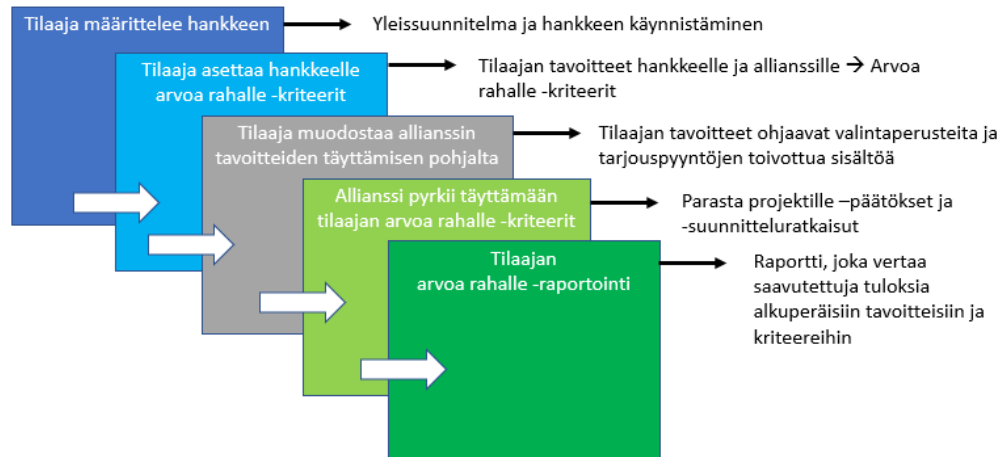 Tilaaja määrittelee hankkeen
Yleissuunnitelma ja hankkeen käynnistäminen
Tilaaja asettaa hankkeelle
arvoa rahalle -kriteerit
Tilaajan tavoitteet hankkeelle ja allianssille → Arvoa
rahalle -kriteerit
Tilaaja muodostaa allianssin
tavoitteiden täyttämisen pohjalta
Tilaajan tavoitteet ohjaavat valintaperusteita ja
tarjouspyyntöjen toivottua sisältöä
Allianssi pyrkii täyttämään
tilaajan arvoa rahalle -kriteerit
Parasta projektille –päätökset ja
-suunnitteluratkaisut
Tilaajan
arvoa rahalle -raportointi
Raportti, joka vertaa
saavutettuja tuloksia
alkuperäisiin tavoitteisiin ja
kriteereihin